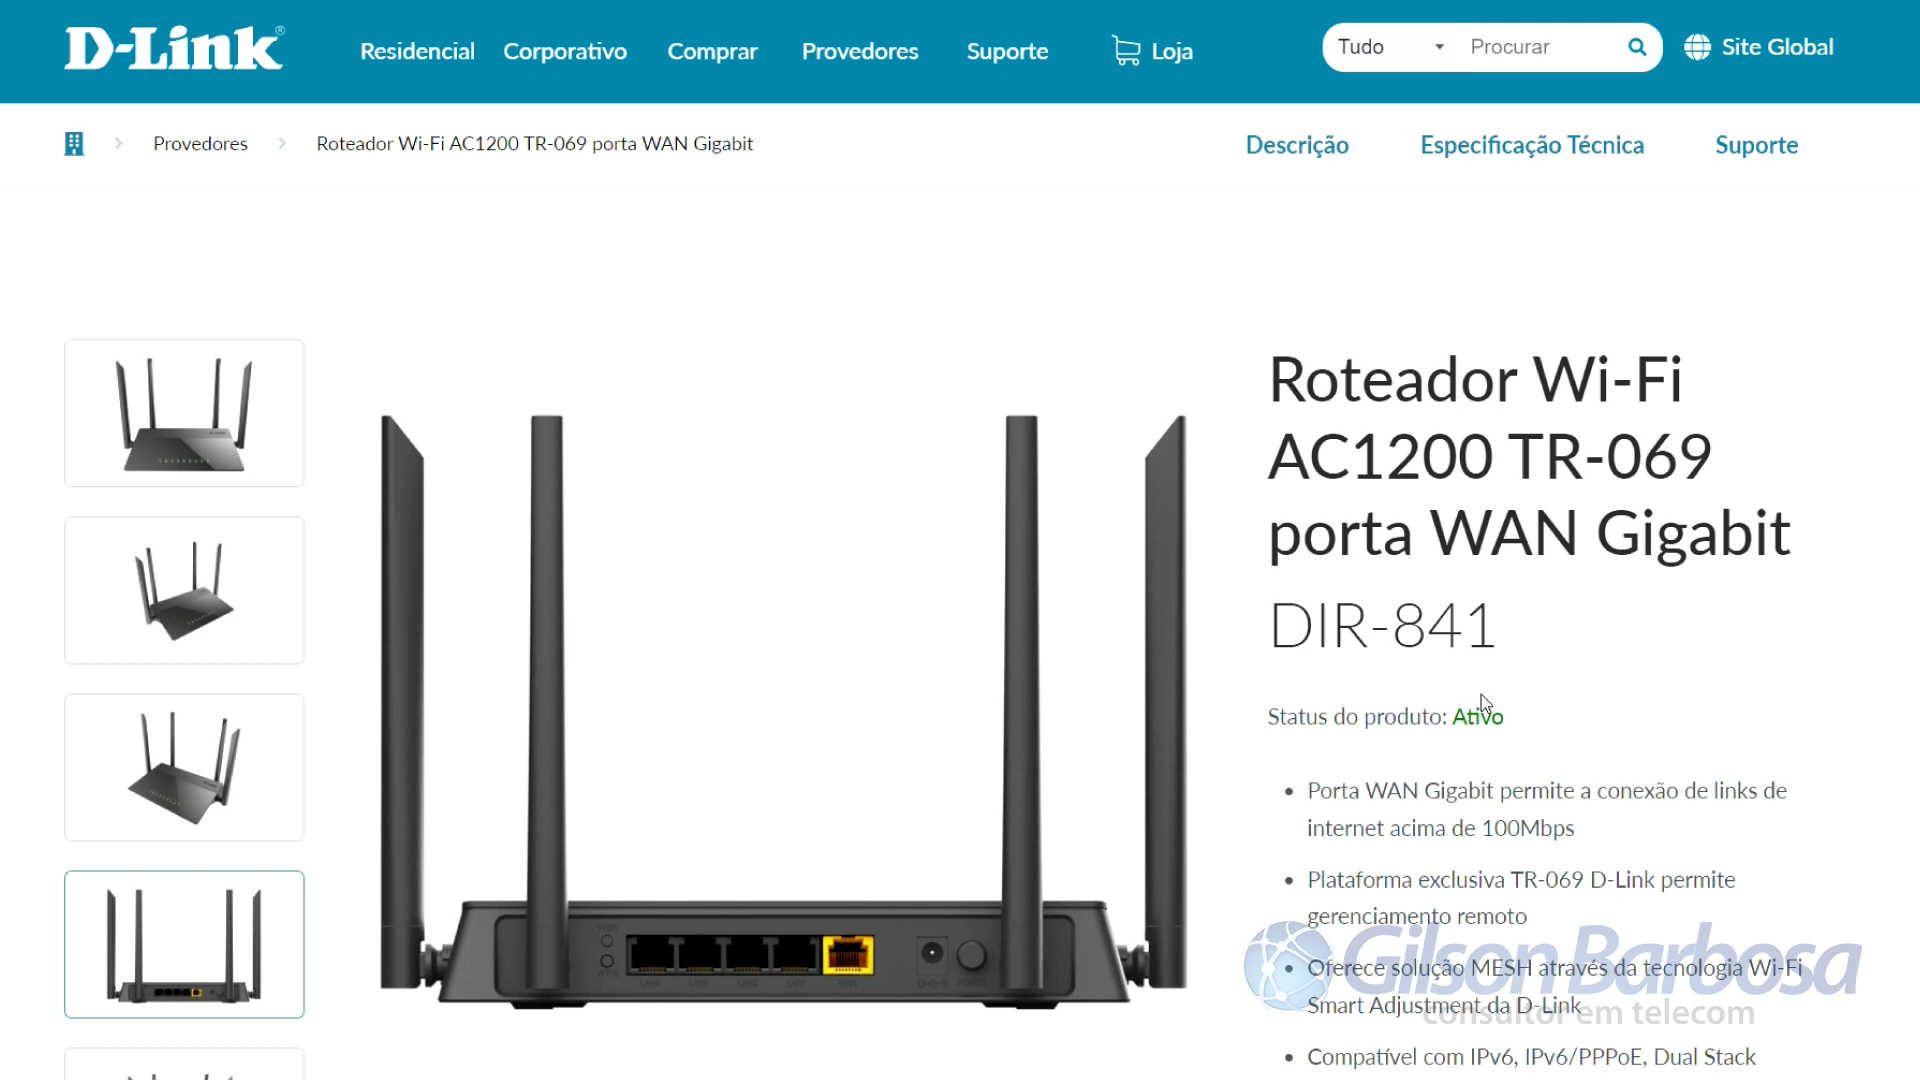 D-Link®
Residencial Corporativo Comprar Provedores Suporte Loja
Tudo Procurar
Site Global
Provedores Roteador Wi-Fi AC1200 TR-069 porta WAN Gigabit
Descrição Especificação Técnica Suporte
Roteador Wi-Fi
AC1200 TR-069
porta WAN Gigabit
DIR-841
Status do produto: Ativo
Porta WAN Gigabit permite a conexão de links de
internet acima de 100Mbps
Plataforma exclusiva TR-069 D-Link permite
gerenciamento remoto
Oferece solução MESH através da tecnologia Wi-Fi
Smart Adjustment da D-Link
Compatível com IPv6, IPv6/PPPoE, Dual Stack
Gilson Barbosa
consultor em telecom